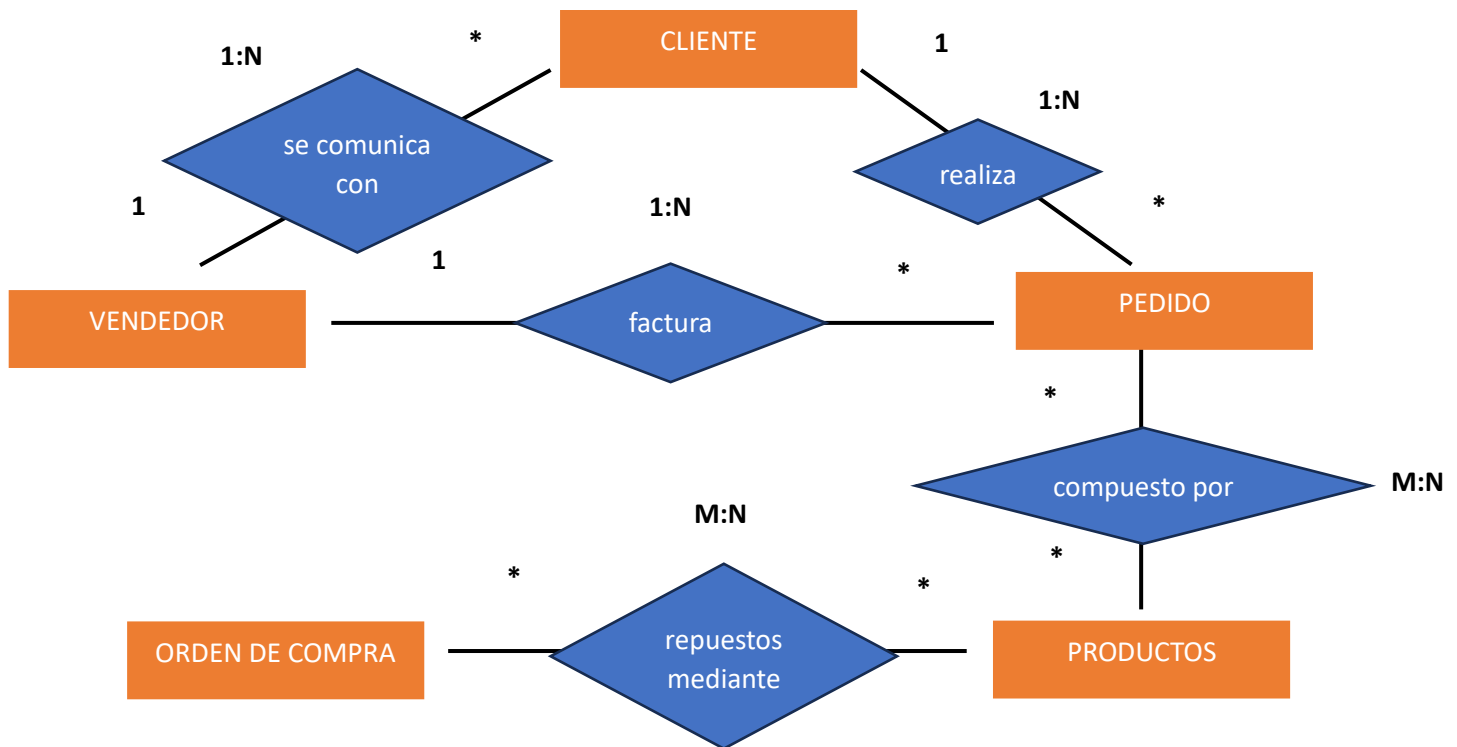 CLIENTE
*
1
1:N
1:N
se comunica
con
realiza
1
1:N
*
1
*
VENDEDOR
factura
PEDIDO
*
compuesto por
M:N
M:N
*
*
*
ORDEN DE COMPRA
repuestos
mediante
PRODUCTOS